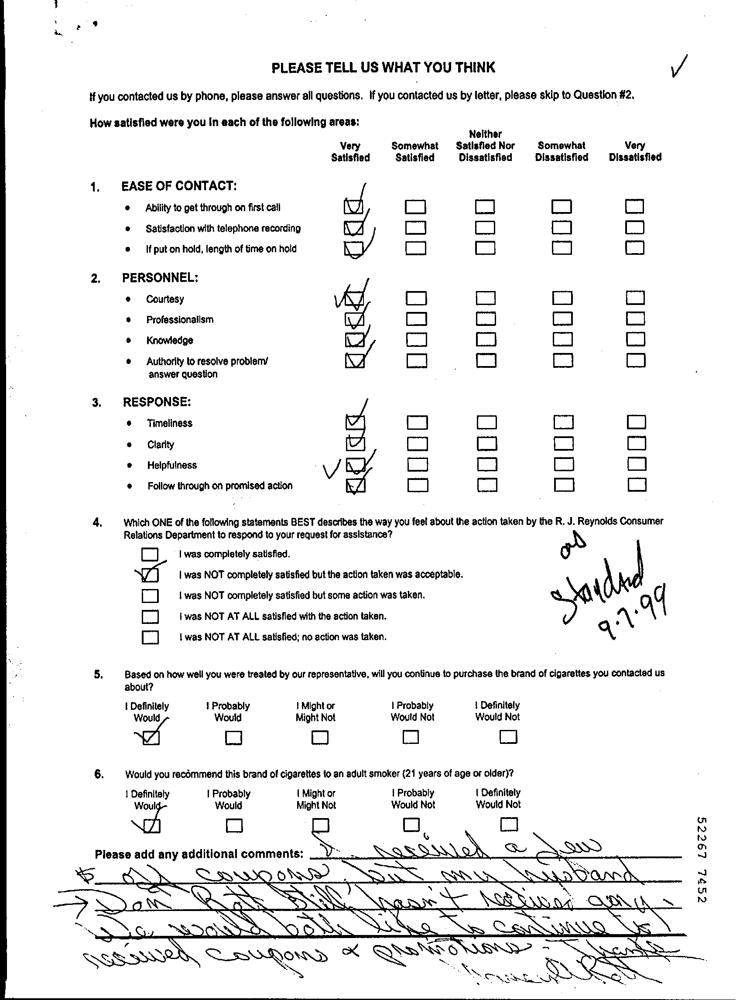 PLEASE TELL US WHAT YOU THINK
If you contacted us by phone, please answer all questions. If you contacted us by letter, please skip to Question #2.
How satisfied were you in each of the following areas:
Very Satisfied Somewhat Satisfied Neither Satisfied Nor Dissatisfied Somewhat Dissatisfied Very Dissatisfied
1. EASE OF CONTACT:
• Ability to get through on first call
• Satisfaction with telephone recording
• If put on hold, length of time on hold
2. PERSONNEL:
• Courtesy
• Professionalism
• Knowledge
• Authority to resolve problem/
answer question
3. RESPONSE:
• Timeliness
• Clarity
• Helpfulness
• Follow through on promised action
4. Which ONE of the following statements BEST describes the way you feel about the action taken by the R. J. Reynolds Consumer
Relations Department to respond to your request for assistance?
I was completely satisfied.
I was NOT completely satisfied but the action taken was acceptable.
I was NOT completely satisfied but some action was taken.
I was NOT AT ALL satisfied with the action taken.
I was NOT AT ALL satisfied; no action was taken.
Standard
9.7.99
5. Based on how well you were treated by our representative, will you continue to purchase the brand of cigarettes you contacted us
about?
I Definitely Would I Probably Would I Might or Might Not I Probably Would Not I Definitely Would Not
6. Would you recommend this brand of cigarettes to an adult smoker (21 years of age or older)?
I Definitely Would I Probably Would I Might or Might Not I Probably Would Not I Definitely Would Not
Please add any additional comments: I received a few
$ off coupons, but my husband
Don still hasn't received any.
We would both like to continue to
received coupons & promotions - Thanks
52267 7452